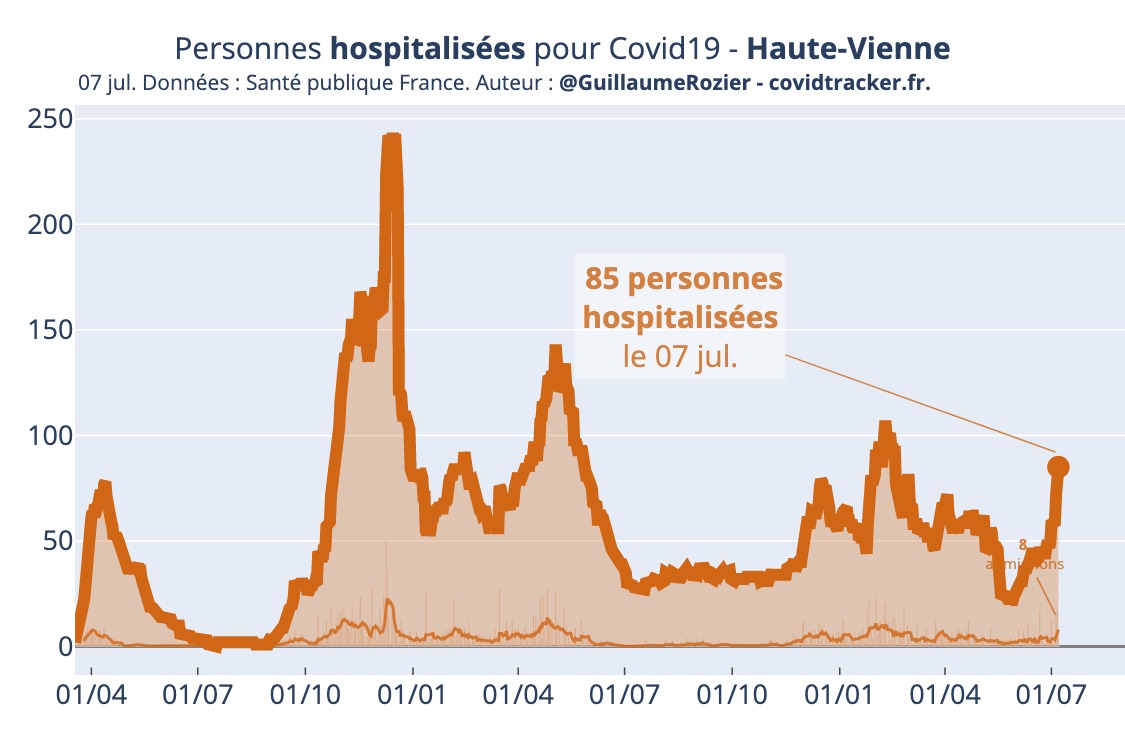 Personnes hospitalisées pour Covid19 - Haute-Vienne
07 jul. Données : Santé publique France. Auteur : @GuillaumeRozier - covidtracker.fr.
250
200
150
100
50
0
85 personnes
hospitalisées
le 07 jul.
8
admissions
01/04 01/07 01/10 01/01 01/04 01/07 01/10 01/01 01/04 01/07